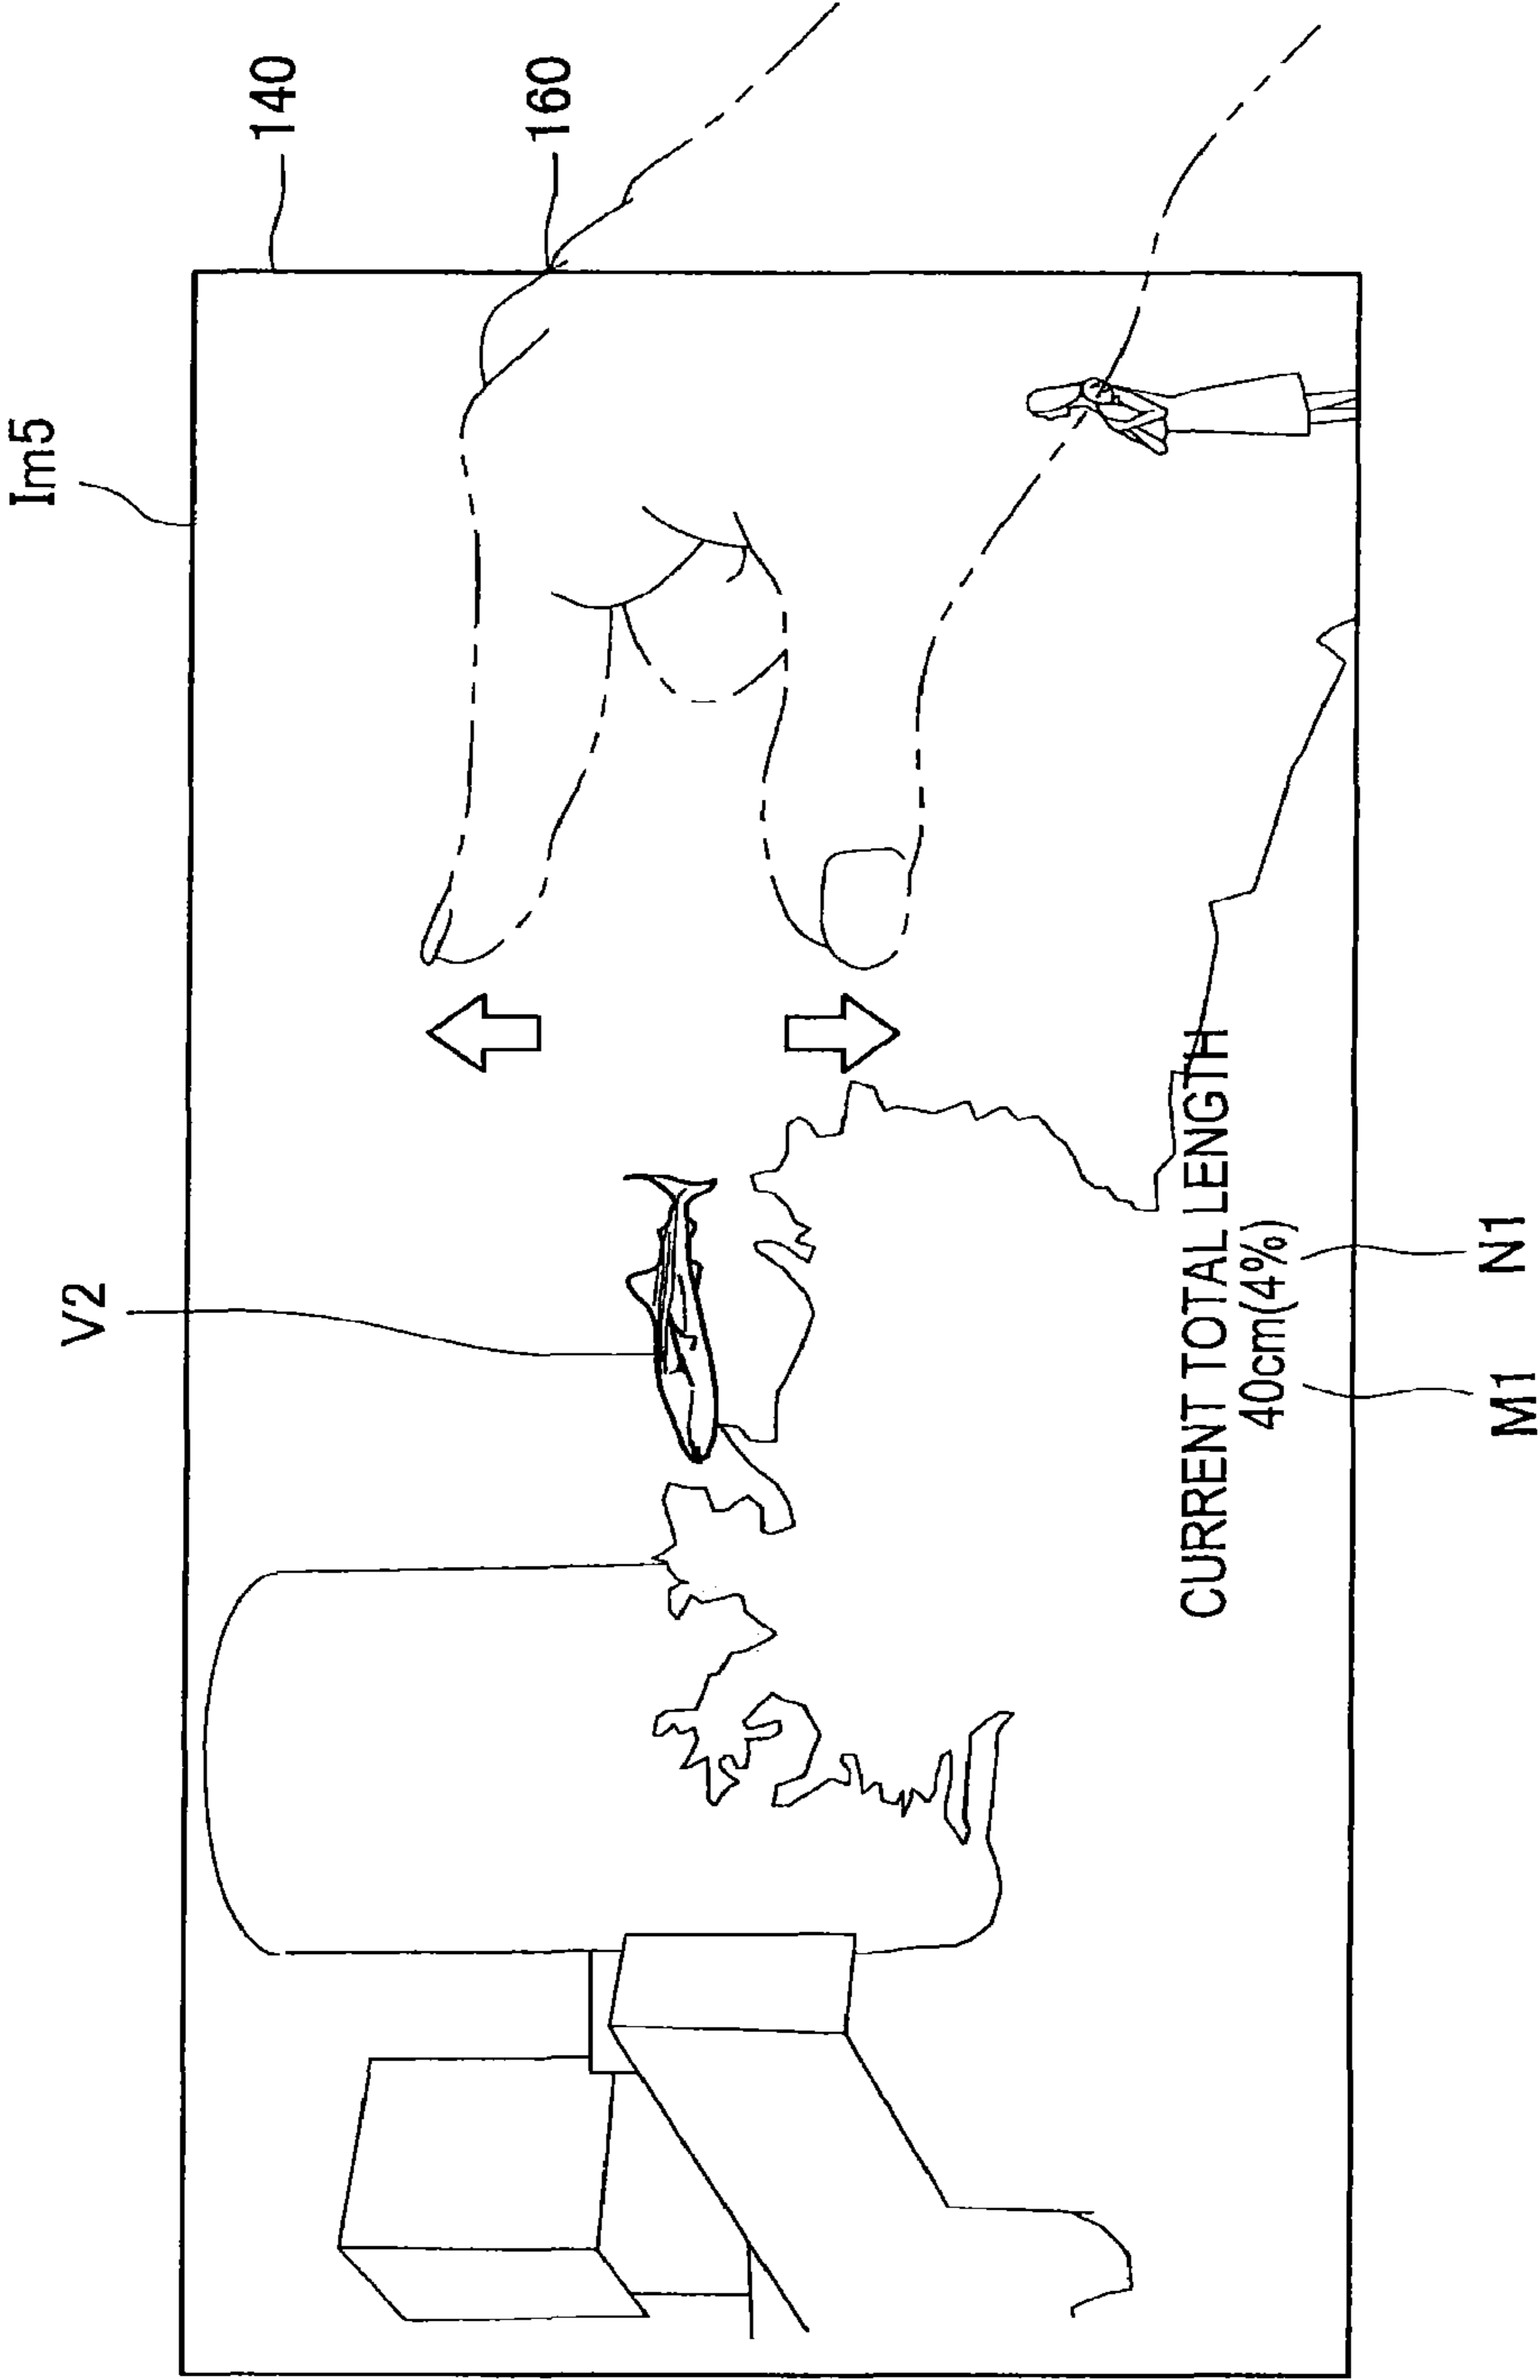 Im5
V2
140
160
CURRENT TOTAL LENGTH
40cm(4%)
M1
N1